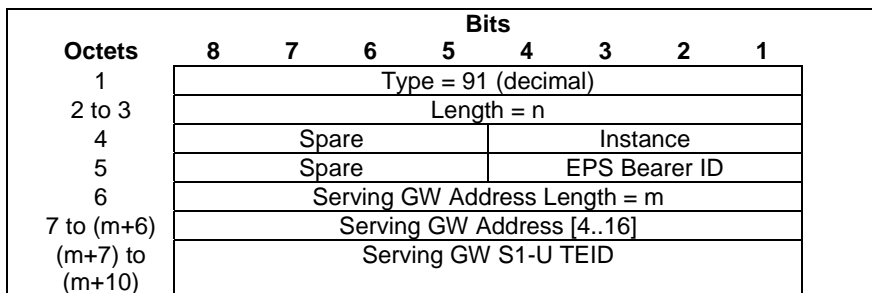 Bits
Octets 8 7 6 5 4 3 2 1
1 Type = 91 (decimal)
2 to 3 Length = n
4 Spare Instance
5 Spare EPS Bearer ID
6 Serving GW Address Length = m
7 to (m+6) Serving GW Address [4..16]
(m+7) to Serving GW S1-U TEID
(m+10)